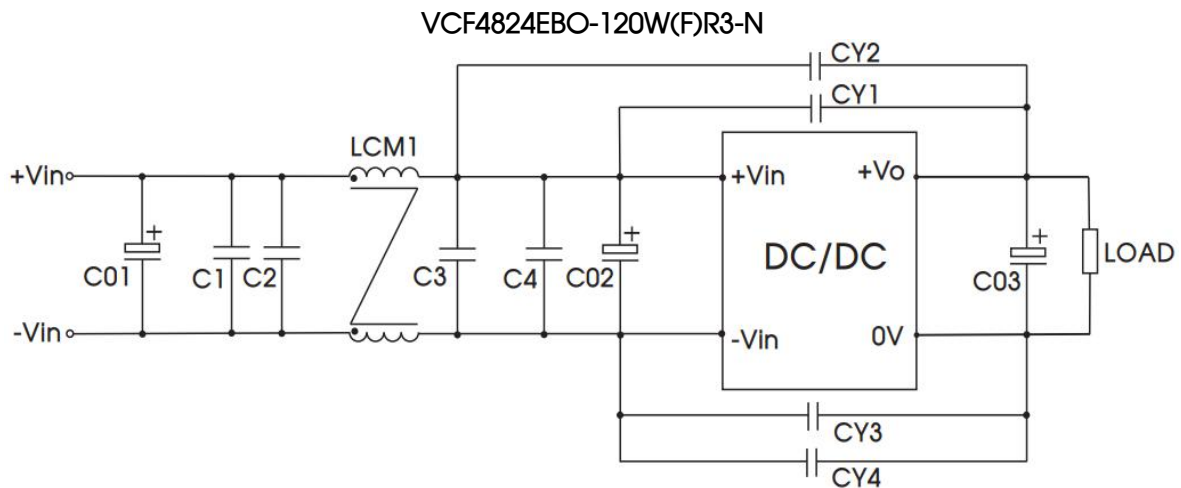 VCF4824EBO-120W(F)R3-N
CY2
CY1
LCM1
+Vin
+Vin
+Vo
+
+
+
C01
C1
C2
C3
C4
C02
DC/DC
C03
LOAD
-Vin
-Vin
0V
CY3
CY4